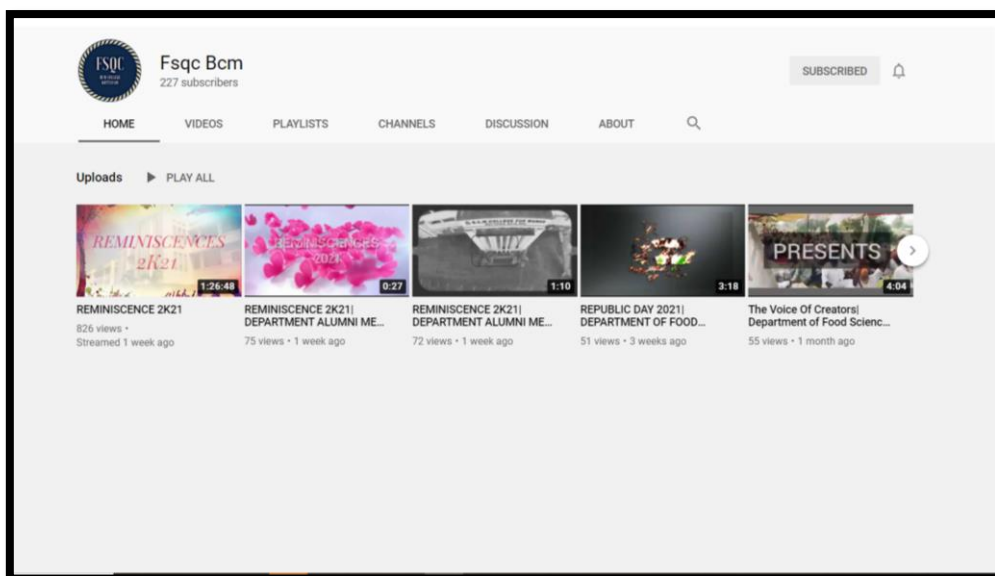 FSQC
Fsqc Bcm
227 subscribers
SUBSCRIBED
HOME VIDEOS PLAYLISTS CHANNELS DISCUSSION ABOUT
Uploads PLAY ALL
REMINISCENCES
2K21
1:26:48
REMINISCENCES
2021
0:27
1:10
3:18
PRESENTS
4:04
REMINISCENCE 2K21
826 views •
Streamed 1 week ago
REMINISCENCE 2K21|
DEPARTMENT ALUMNI ME...
75 views • 1 week ago
REMINISCENCE 2K21|
DEPARTMENT ALUMNI ME...
72 views • 1 week ago
REPUBLIC DAY 2021|
DEPARTMENT OF FOOD...
51 views • 3 weeks ago
The Voice Of Creators|
Department of Food Scienc...
55 views • 1 month ago